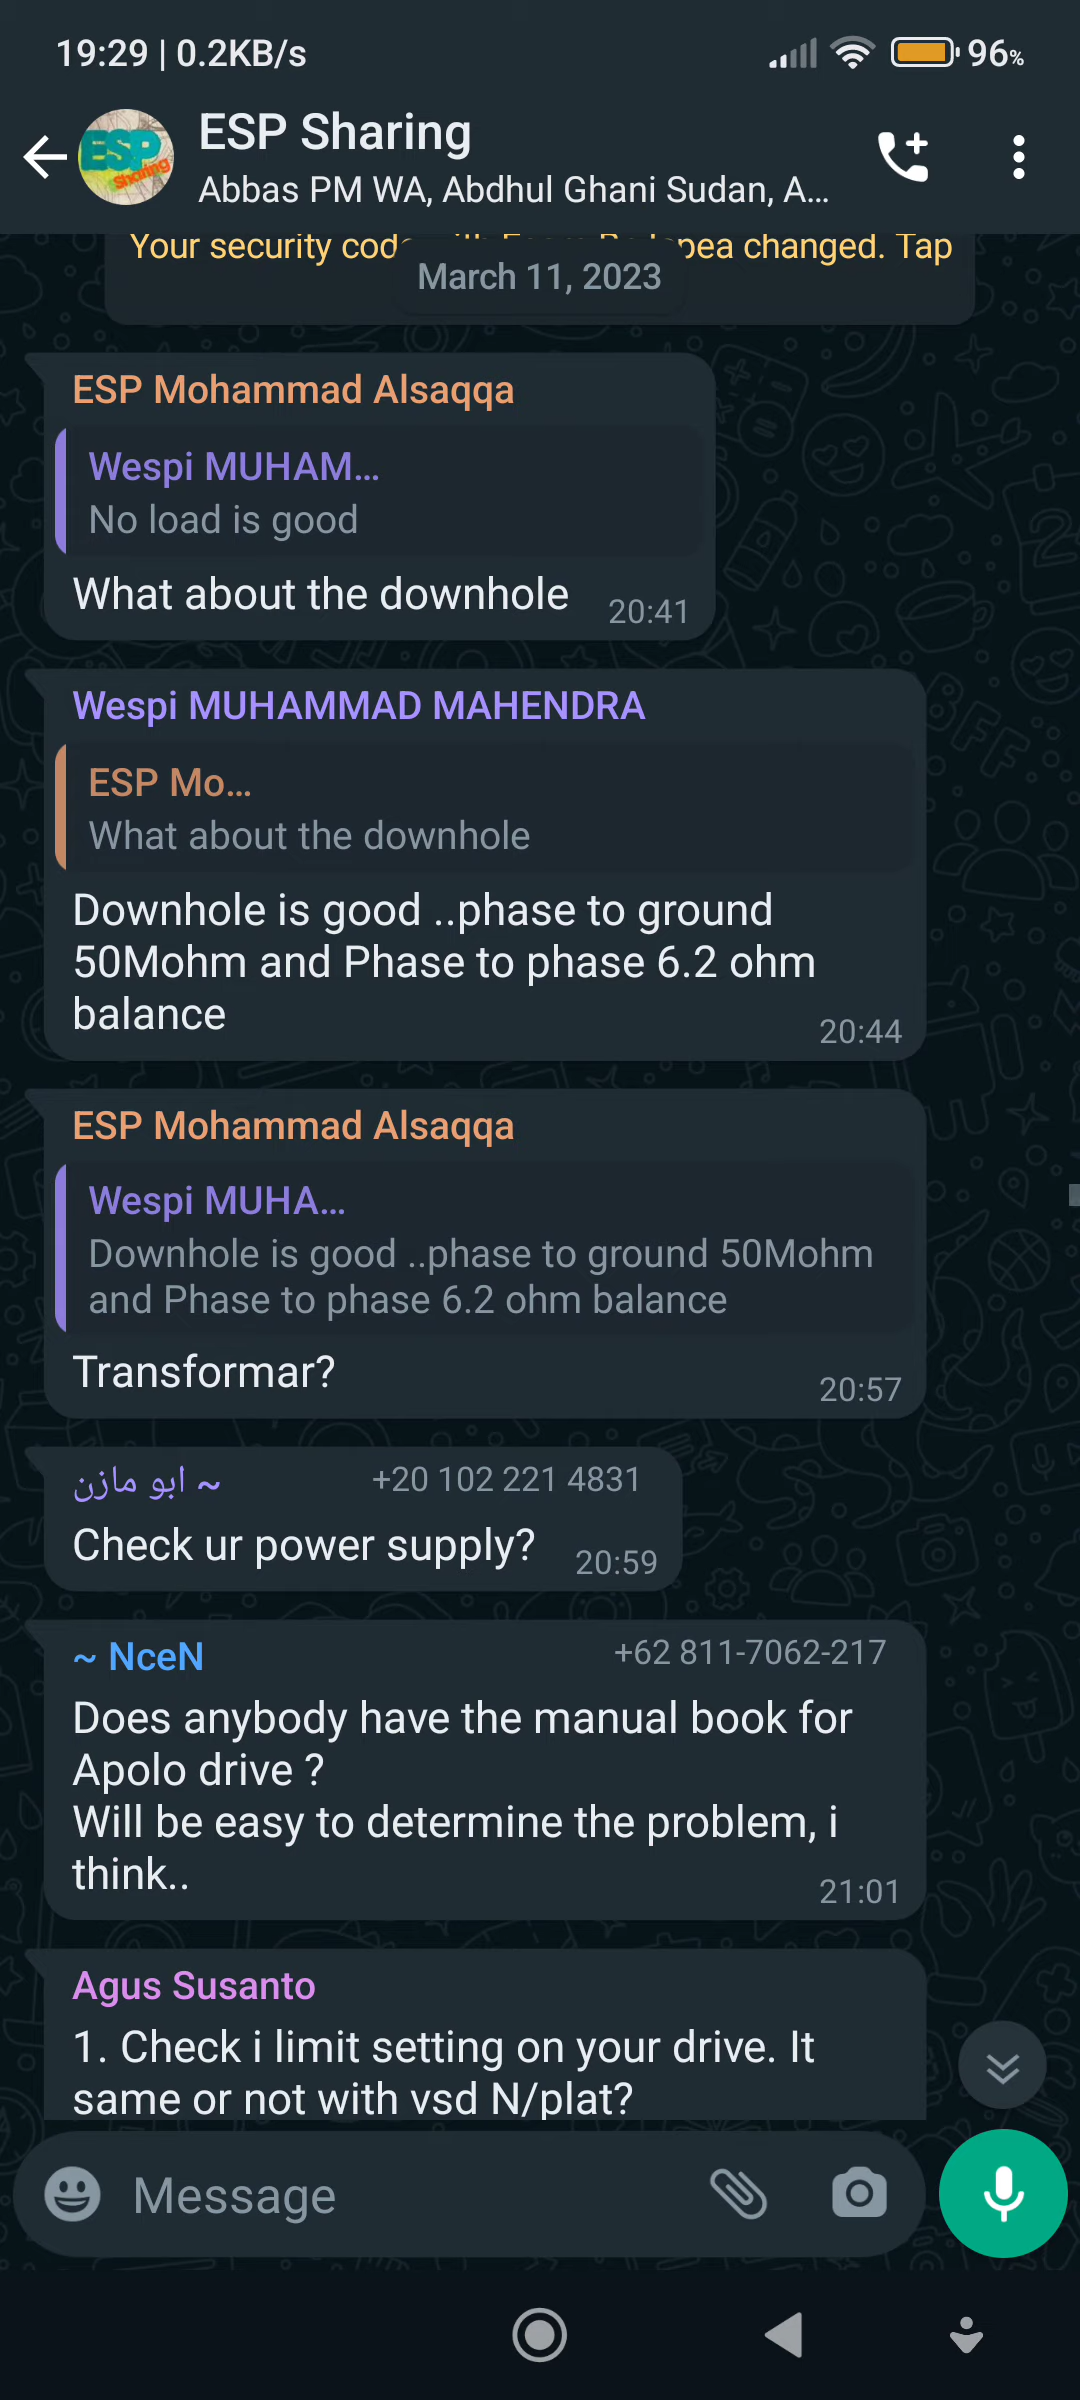 19:29 | 0.2KB/s
96%
ESP Sharing
ESP Sharing
Abbas PM WA, Abdhul Ghani Sudan, A...
Your security changed. Tap
March 11, 2023
ESP Mohammad Alsaqqa
Wespi MUHAM...
No load is good
What about the downhole
20:41
Wespi MUHAMMAD MAHENDRA
ESP Mo...
What about the downhole
Downhole is good ..phase to ground
50Mohm and Phase to phase 6.2 ohm
balance
20:44
ESP Mohammad Alsaqqa
Wespi MUHA...
Downhole is good ..phase to ground 50Mohm
and Phase to phase 6.2 ohm balance
Transformar?
20:57
~ ابو مازن +20 102 221 4831
Check ur power supply?
20:59
~ NceN +62 811-7062-217
Does anybody have the manual book for
Apolo drive ?
Will be easy to determine the problem, i
think..
21:01
Agus Susanto
1. Check i limit setting on your drive. It
same or not with vsd N/plat?
Message